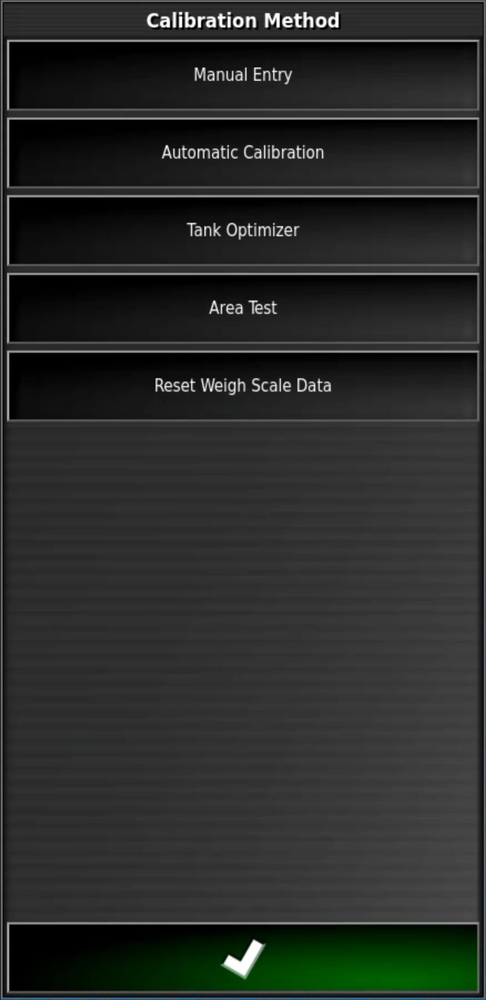 Calibration Method
Manual Entry
Automatic Calibration
Tank Optimizer
Area Test
Reset Weigh Scale Data